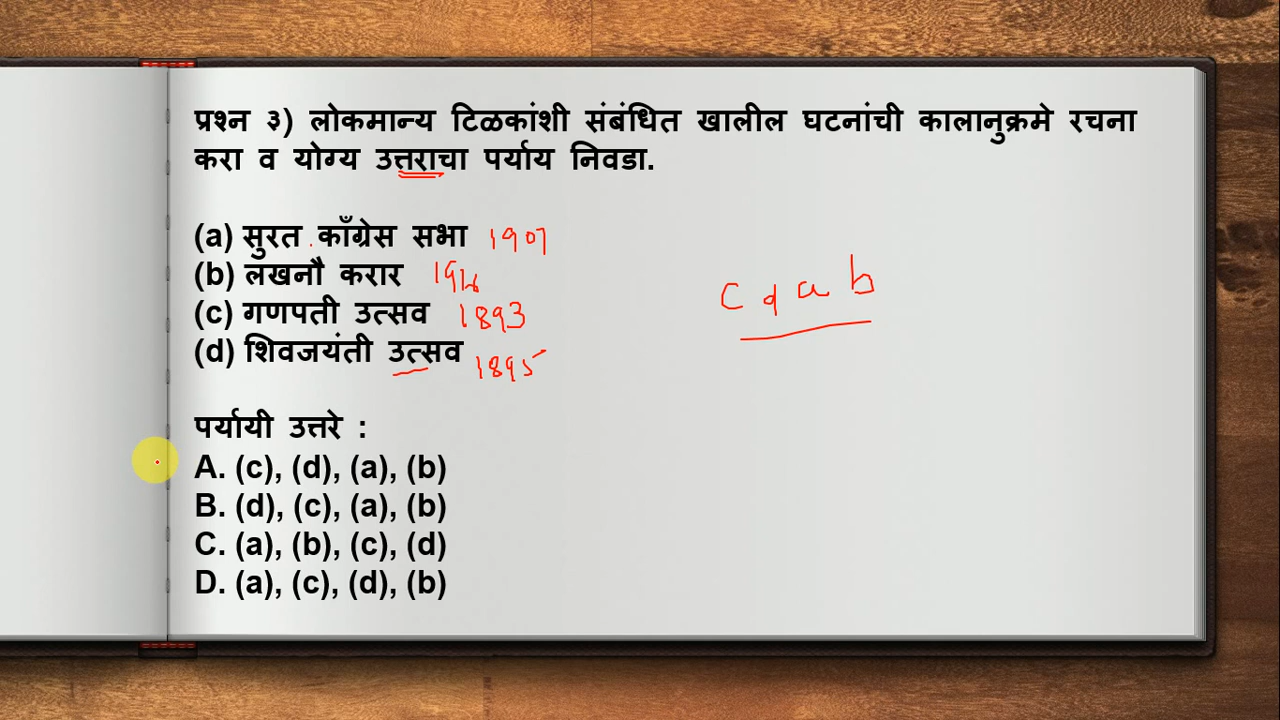 प्रश्न ३) लोकमान्य टिळकांशी संबंधित खालील घटनांची कालानुक्रमे रचना
करा व योग्य उत्तराचा पर्याय निवडा.
(a) सुरत काँग्रेस सभा 1907
(b) लखनौ करार 1916
(c) गणपती उत्सव 1893
(d) शिवजयंती उत्सव 1895
c d a b
पर्यायी उत्तरे :
A. (c), (d), (a), (b)
B. (d), (c), (a), (b)
C. (a), (b), (c), (d)
D. (a), (c), (d), (b)